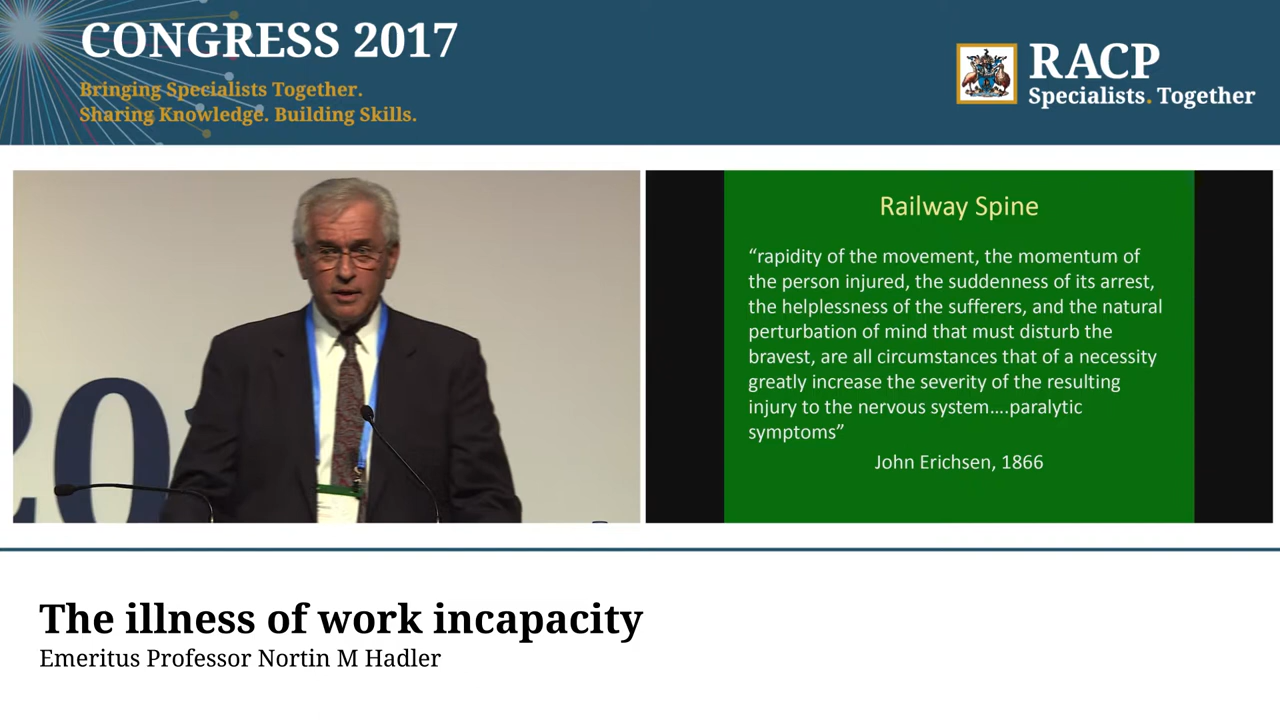 CONGRESS 2017
Bringing Specialists Together.
Sharing Knowledge. Building Skills.
RACP
Specialists. Together
20
Railway Spine
“rapidity of the movement, the momentum of
the person injured, the suddenness of its arrest,
the helplessness of the sufferers, and the natural
perturbation of mind that must disturb the
bravest, are all circumstances that of a necessity
greatly increase the severity of the resulting
injury to the nervous system….paralytic
symptoms”
John Erichsen, 1866
The illness of work incapacity
Emeritus Professor Nortin M Hadler